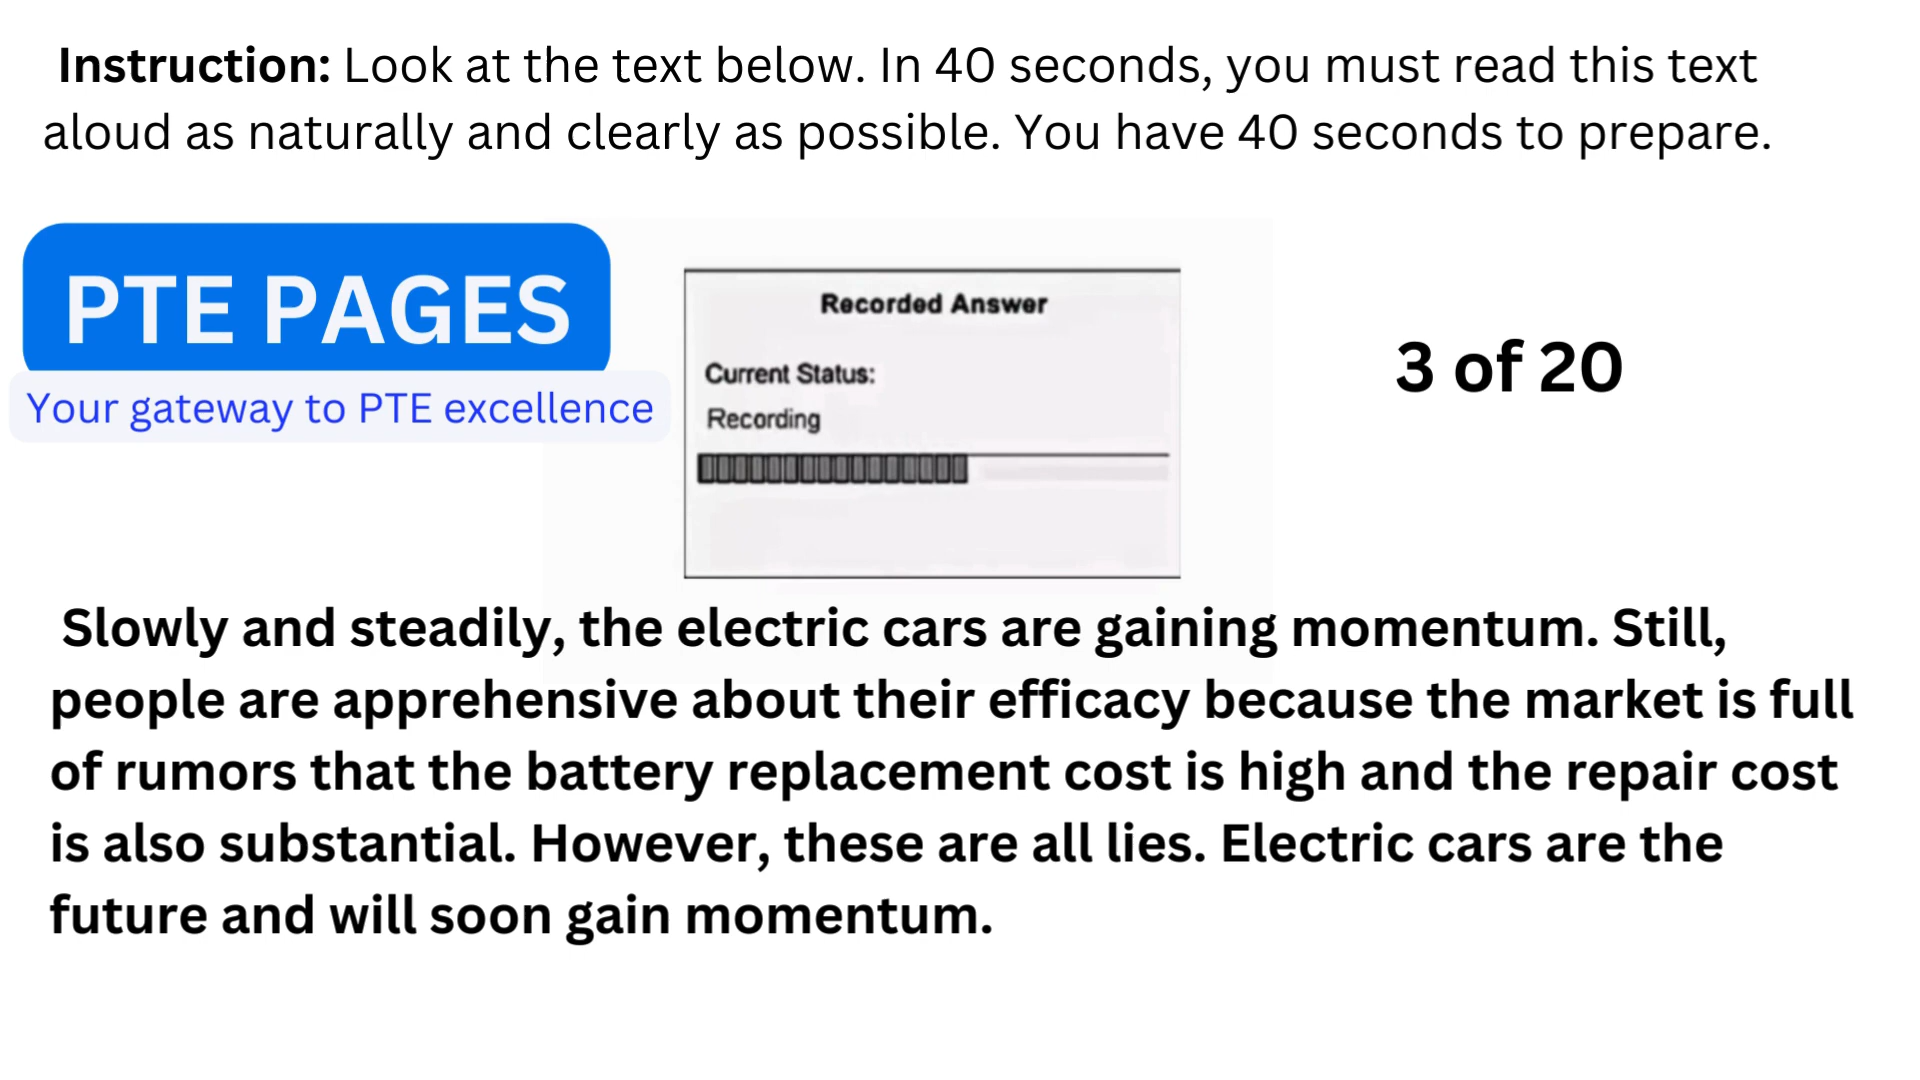 Instruction: Look at the text below. In 40 seconds, you must read this text
aloud as naturally and clearly as possible. You have 40 seconds to prepare.
PTE PAGES
Your gateway to PTE excellence
Recorded Answer
Current Status:
Recording
3 of 20
Slowly and steadily, the electric cars are gaining momentum. Still,
people are apprehensive about their efficacy because the market is full
of rumors that the battery replacement cost is high and the repair cost
is also substantial. However, these are all lies. Electric cars are the
future and will soon gain momentum.